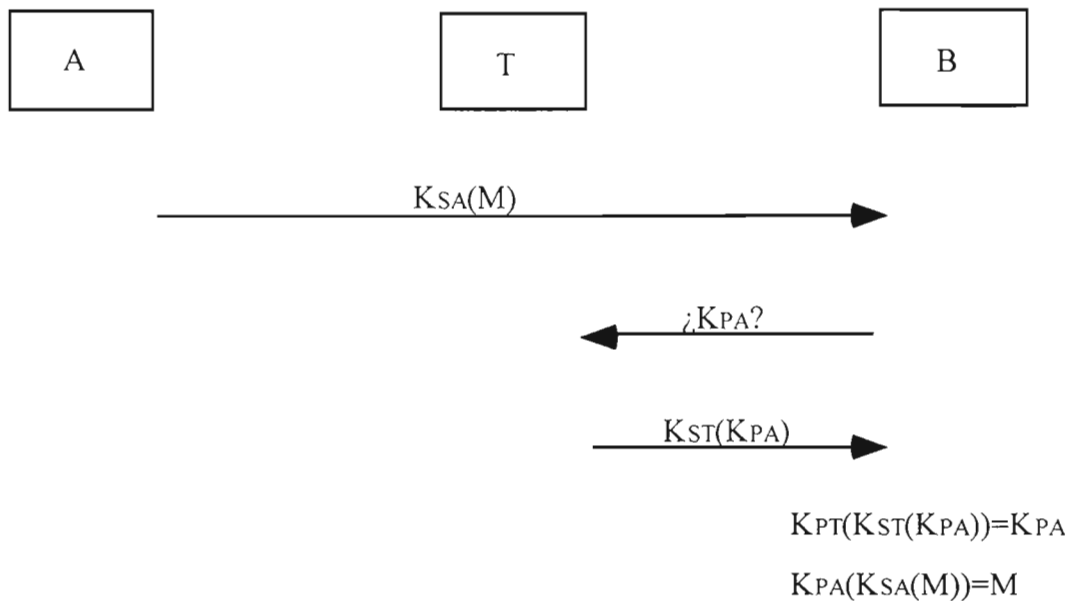 A
T
B
KSA(M)
¿KPA?
KST(KPA)
KPT(KST(KPA))=KPA
KPA(KSA(M))=M